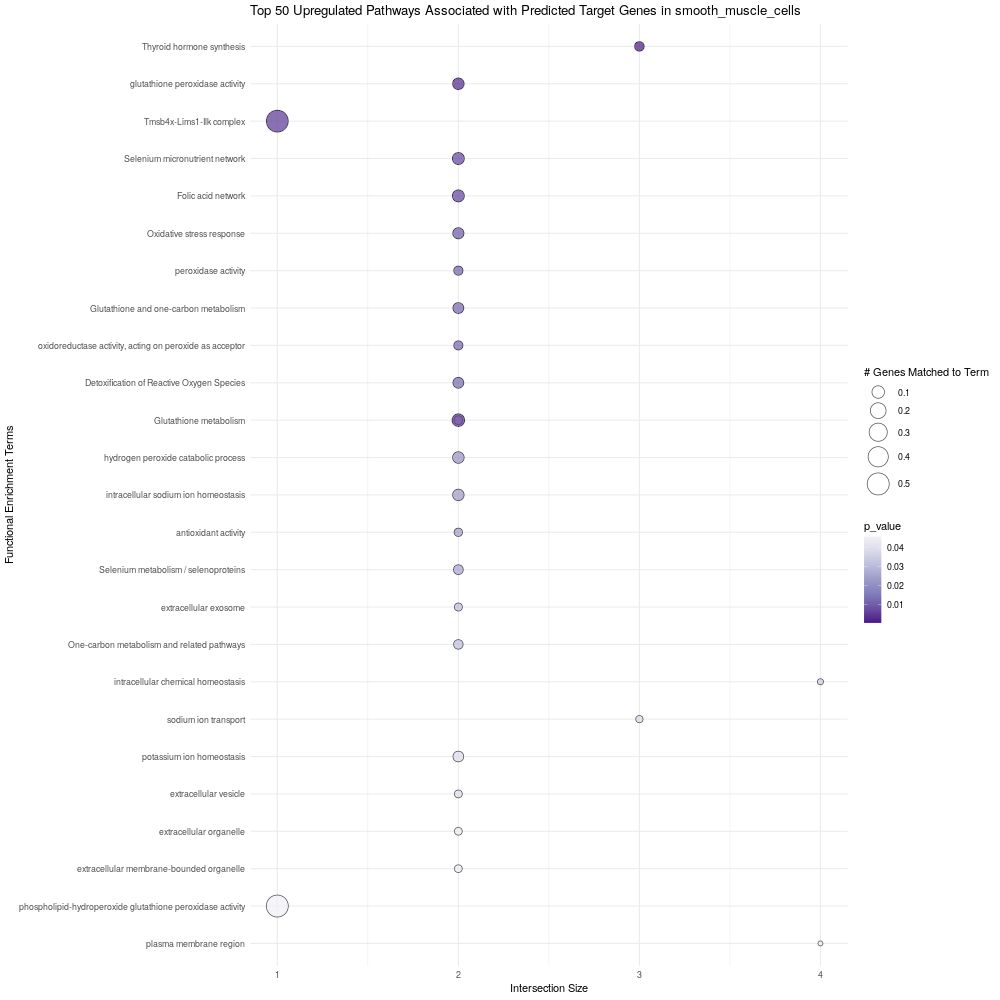 Top 50 Upregulated Pathways Associated with Predicted Target Genes in smooth_muscle_cells
Functional Enrichment Terms
Thyroid hormone synthesis
glutathione peroxidase activity
Tmsb4x-Lims1-Ilk complex
Selenium micronutrient network
Folic acid network
Oxidative stress response
peroxidase activity
Glutathione and one-carbon metabolism
oxidoreductase activity, acting on peroxide as acceptor
Detoxification of Reactive Oxygen Species
Glutathione metabolism
hydrogen peroxide catabolic process
intracellular sodium ion homeostasis
antioxidant activity
Selenium metabolism / selenoproteins
extracellular exosome
One-carbon metabolism and related pathways
intracellular chemical homeostasis
sodium ion transport
potassium ion homeostasis
extracellular vesicle
extracellular organelle
extracellular membrane-bounded organelle
phospholipid-hydroperoxide glutathione peroxidase activity
plasma membrane region
1 2 3 4
Intersection Size
# Genes Matched to Term
0.1
0.2
0.3
0.4
0.5
p_value
0.04
0.03
0.02
0.01